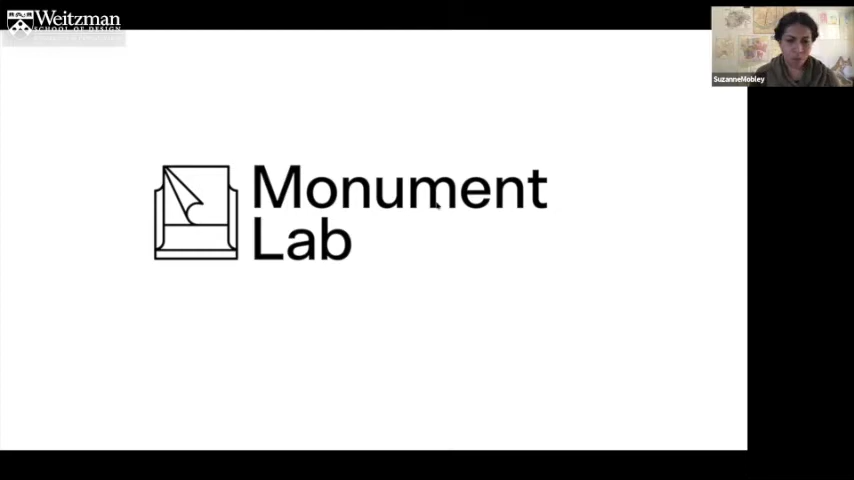 Weitzman
SCHOOL OF DESIGN
SuzanneMobley
Monument
Lab